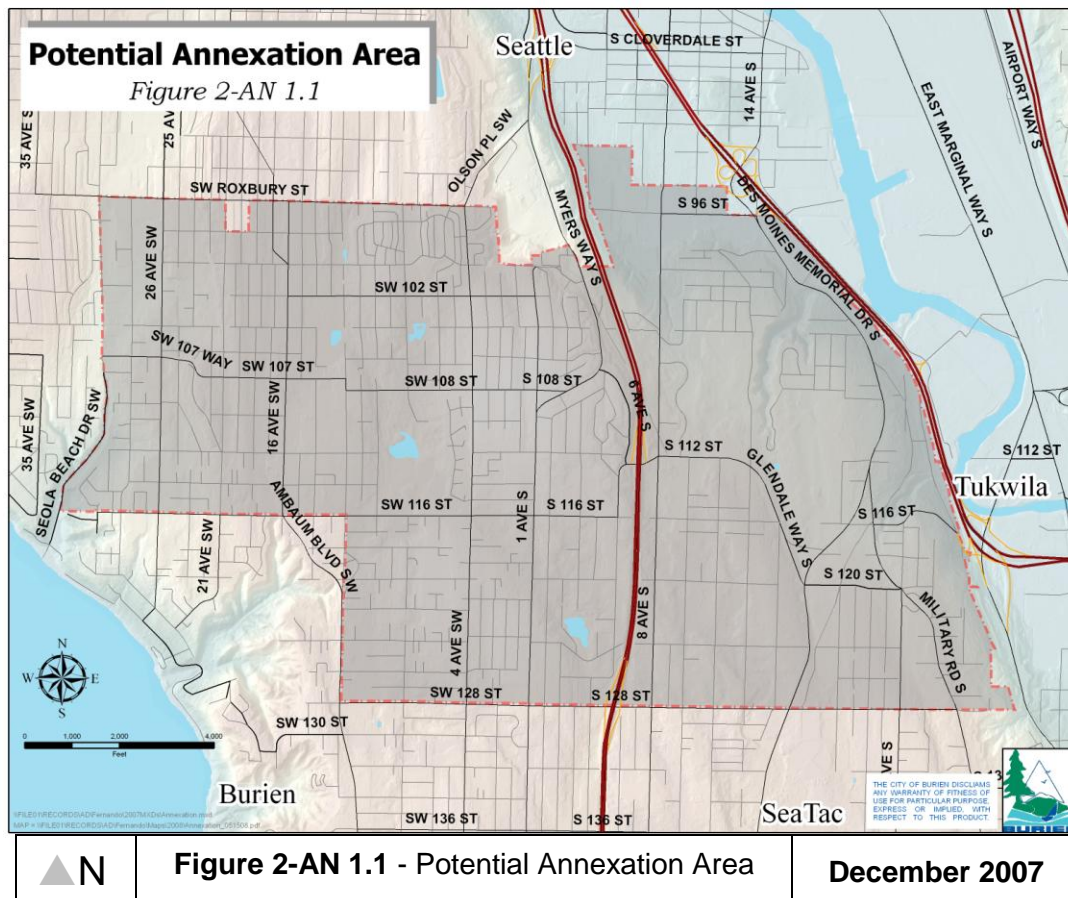 Potential Annexation Area
Figure 2-AN 1.1
Seattle
S CLOVERDALE ST
14 AVE S
AIRPORT WAY S
EAST MARGINAL WAY S
35 AVE S
25 AV
OLSON PL SW
SW ROXBURY ST
MYERS WAY S
S 96 ST
DES MOINES MEMORIAL DR S
26 AVE SW
SW 102 ST
SW 107 WAY
SW 107 ST
SW 108 ST
S 108 ST
6 AVE S
35 AVE SW
SEOLA BEACH DR SW
16 AVE SW
S 112 ST
GLENDALE WAY S
S 112 ST
Tukwila
AMBAUM BLVD SW
SW 116 ST
1 AVE S
S 116 ST
S 116 ST
21 AVE SW
S 120 ST
MILITARY RD S
4 AVE SW
8 AVE S
N
W
E
S
SW 128 ST
S 128 ST
SW 130 ST
0 1,000 2,000 4,000
Feet
Burien
SeaTac
VE S
S 13
THE CITY OF BURIEN DISCLIAMS
ANY WARRANTY OF FITNESS OF
USE FOR PARTICULAR PURPOSE,
EXPRESS OR IMPLIED, WITH
RESPECT TO THIS PRODUCT.
BURIEN
SW 136 ST
S 136 ST
N
Figure 2-AN 1.1 - Potential Annexation Area
December 2007